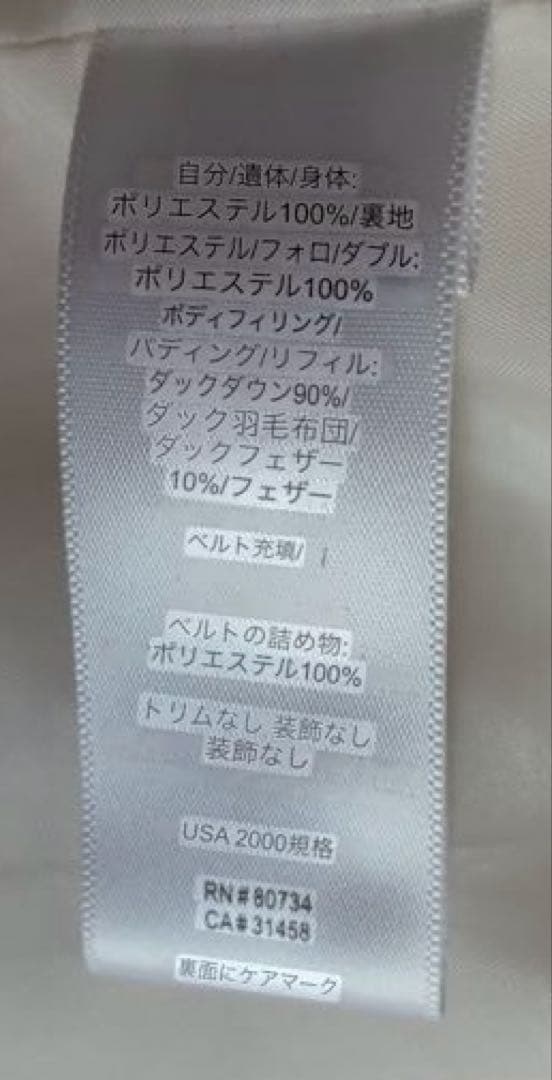 自分/遺体/身体:
ポリエステル100%/裏地
ポリエステル/フォロ/ダブル:
ポリエステル100%
ボディフィリング/
パディング/リフィル:
ダックダウン90%/
ダック羽毛布団/
ダックフェザー
10%/フェザー
ベルト充填/
ベルトの詰め物:
ポリエステル100%
トリムなし 装飾なし
装飾なし
USA 2000規格
RN#80734
CA#31458
裏面にケアマーク